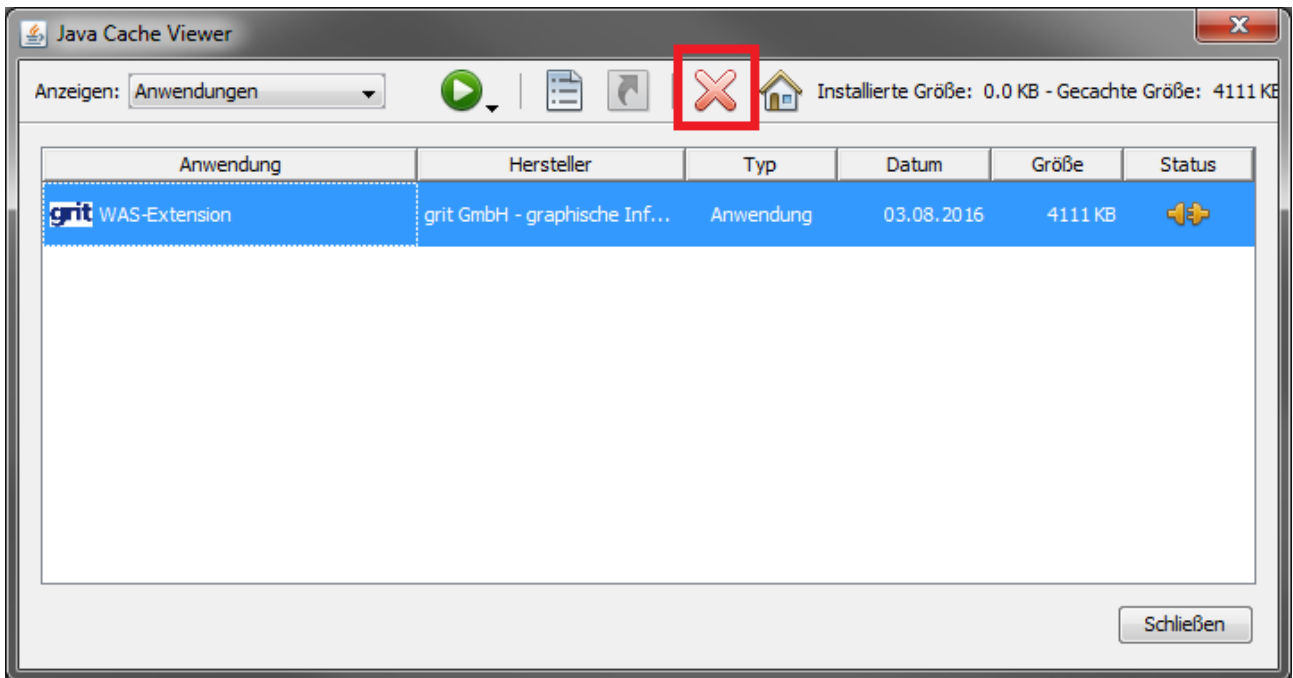 Java Cache Viewer
Anzeigen: Anwendungen Installierte Größe: 0.0 KB - Gecachte Größe: 4111 KB
Anwendung Hersteller Typ Datum Größe Status
grit WAS-Extension grit GmbH - graphische Inf... Anwendung 03.08.2016 4111 KB
Schließen